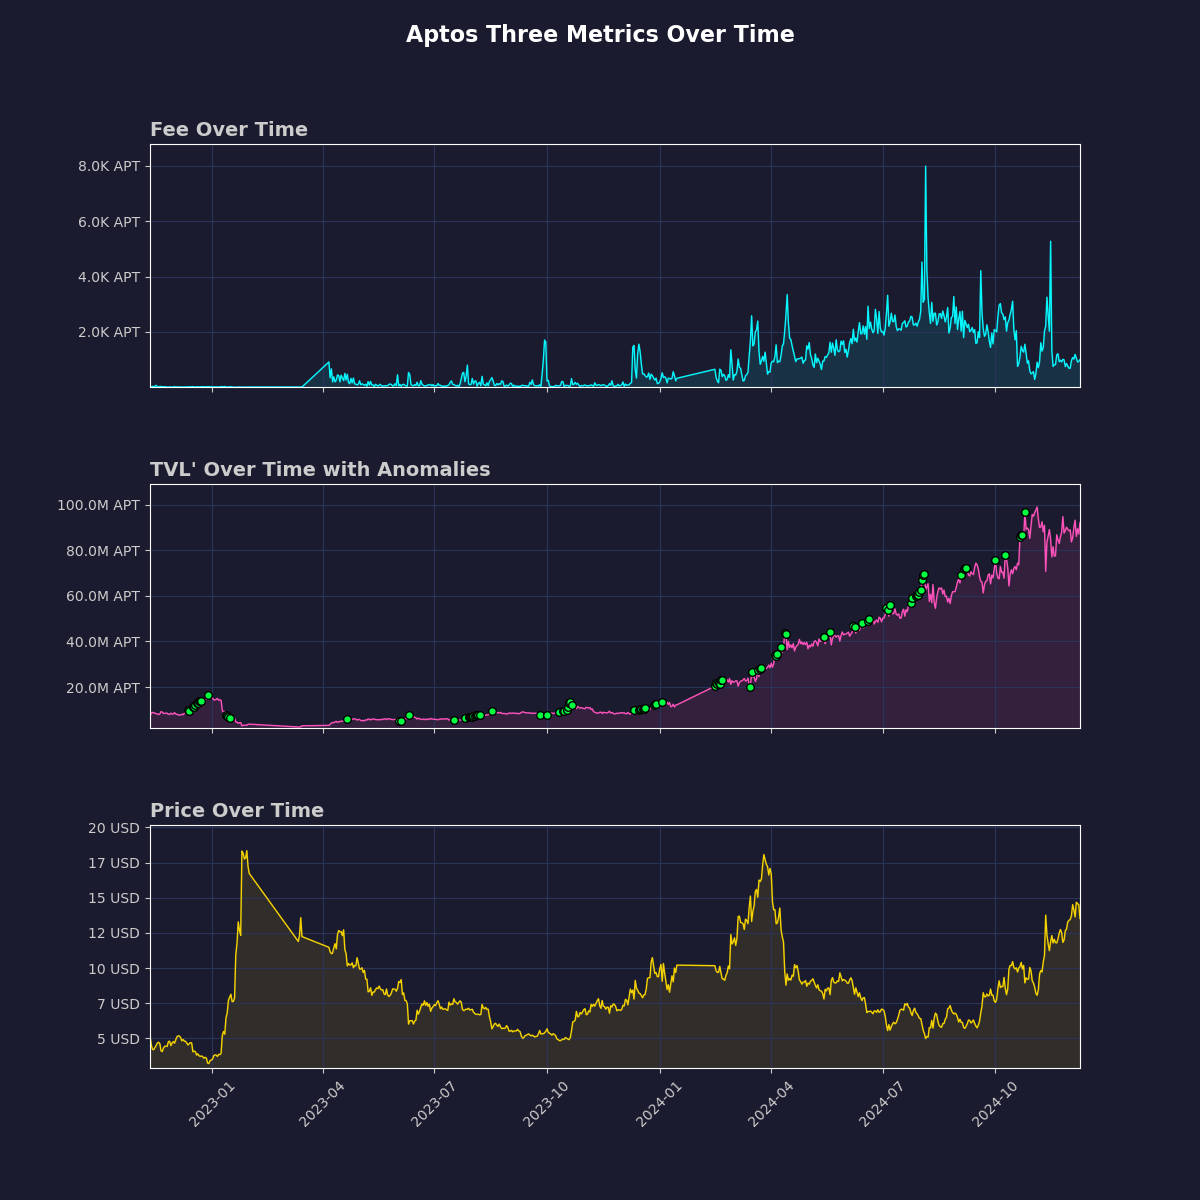 Aptos Three Metrics Over Time
Fee Over Time
8.0K APT
6.0K APT
4.0K APT
2.0K APT
TVL' Over Time with Anomalies
100.0M APT
80.0M APT
60.0M APT
40.0M APT
20.0M APT
Price Over Time
20 USD
17 USD
15 USD
12 USD
10 USD
7 USD
5 USD
2023-01
2023-04
2023-07
2023-10
2024-01
2024-04
2024-07
2024-10